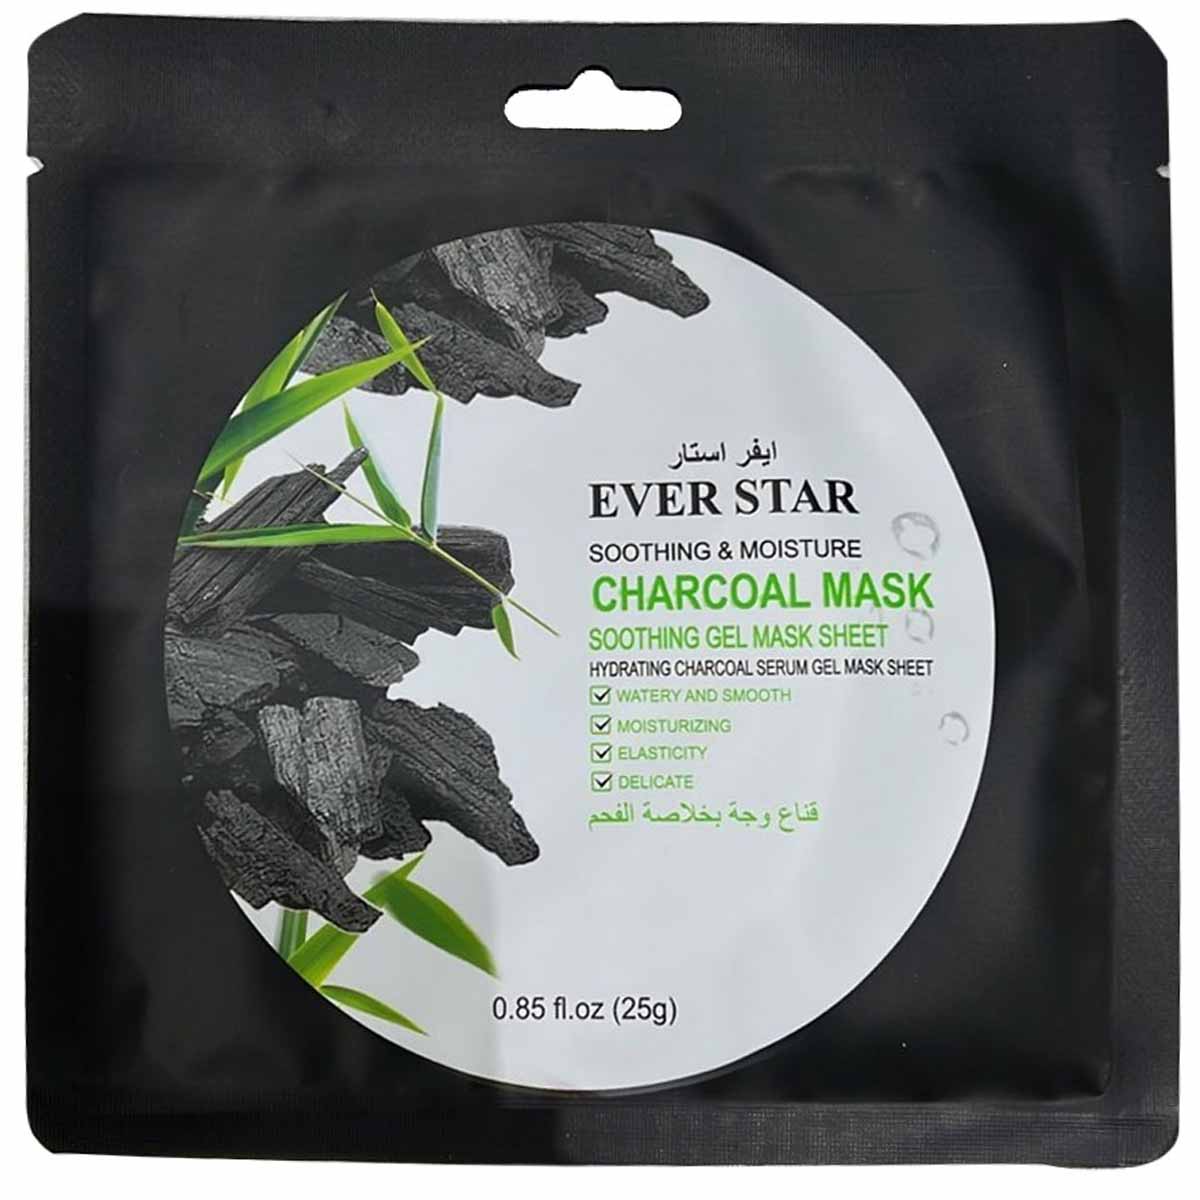 ايفر استار
EVER STAR
SOOTHING & MOISTURE
CHARCOAL MASK
SOOTHING GEL MASK SHEET
HYDRATING CHARCOAL SERUM GEL MASK SHEET
WATERY AND SMOOTH
MOISTURIZING
ELASTICITY
DELICATE
قناع وجة بخلاصة الفحم
0.85 fl.oz (25g)